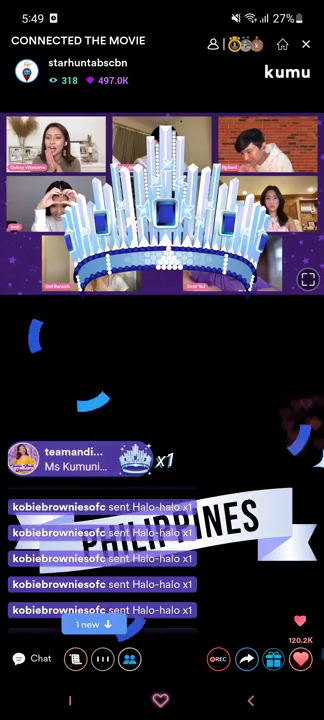 5:49
27%
CONNECTED THE MOVIE
starhuntabscbn
318
497.0K
kumu
teamandi...
Ms Kumuni...
x1
kobiebrowniesofc sent Halo-halo x1
kobiebrowniesofc sent Halo-halo x1
kobiebrowniesofc sent Halo-halo x1
kobiebrowniesofc sent Halo-halo x1
kobiebrowniesofc sent Halo-halo x1
PHILIPPINES
1 new
120.2K
Chat
REC